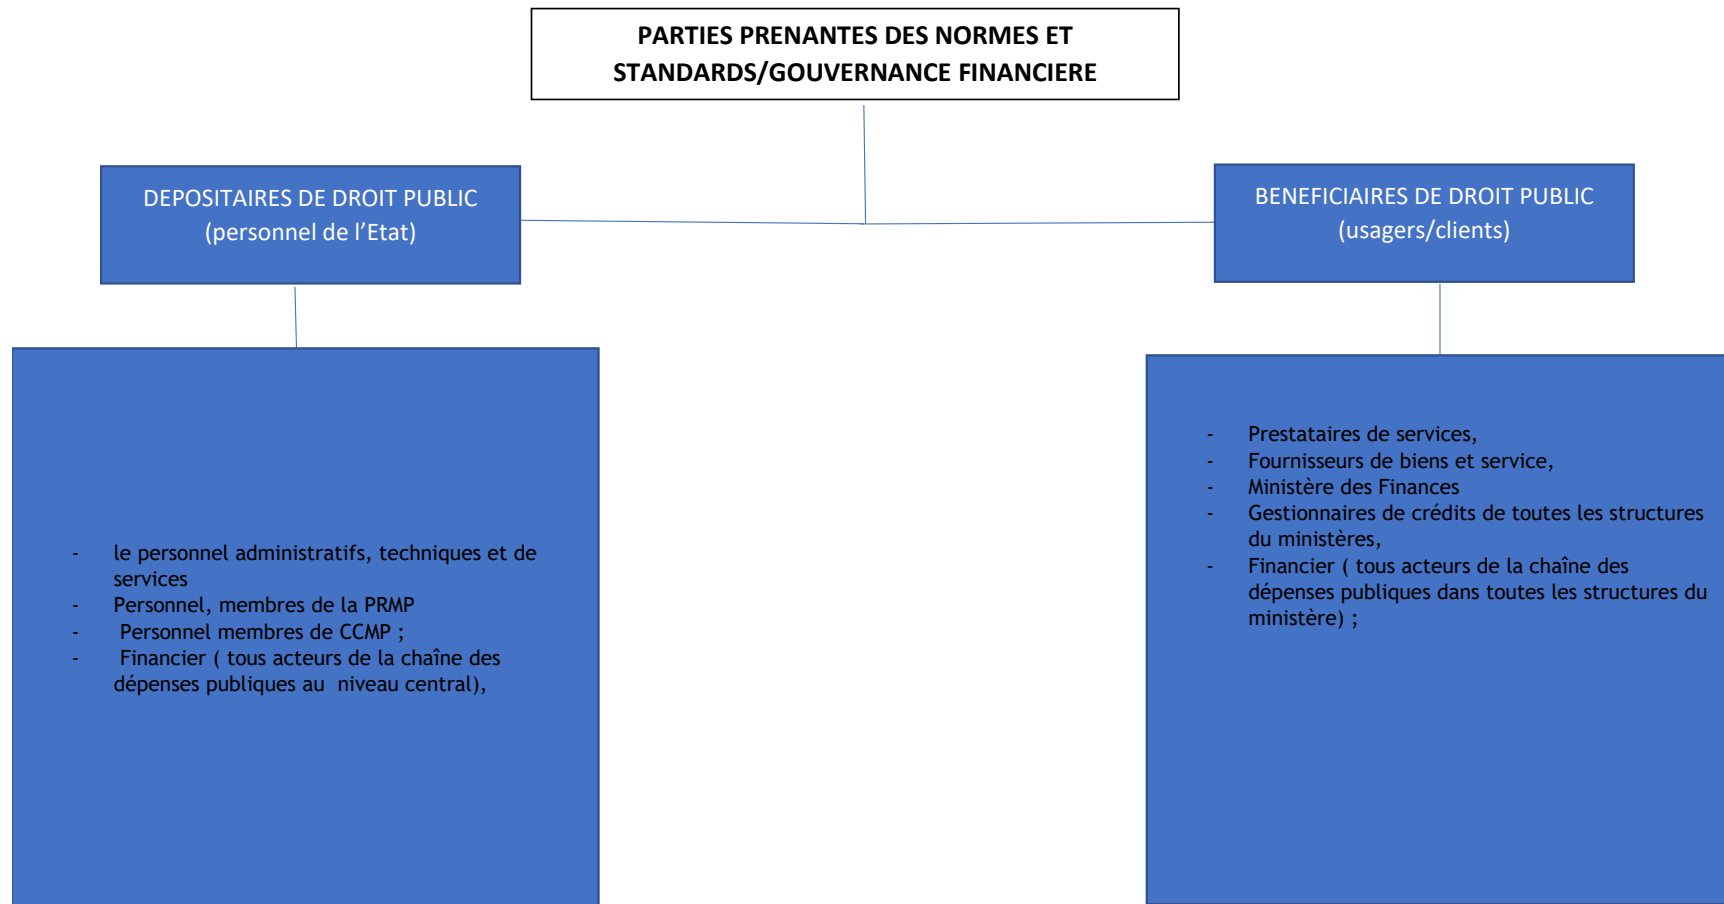 PARTIES PRENANTES DES NORMES ET
STANDARDS/GOUVERNANCE FINANCIERE
DEPOSITAIRES DE DROIT PUBLIC
(personnel de l’Etat)
BENEFICIAIRES DE DROIT PUBLIC
(usagers/clients)
- le personnel administratifs, techniques et de
services
- Personnel, membres de la PRMP
- Personnel membres de CCMP ;
- Financier ( tous acteurs de la chaîne des
dépenses publiques au niveau central),
- Prestataires de services,
- Fournisseurs de biens et service,
- Ministère des Finances
- Gestionnaires de crédits de toutes les structures
du ministères,
- Financier ( tous acteurs de la chaîne des
dépenses publiques dans toutes les structures du
ministère) ;